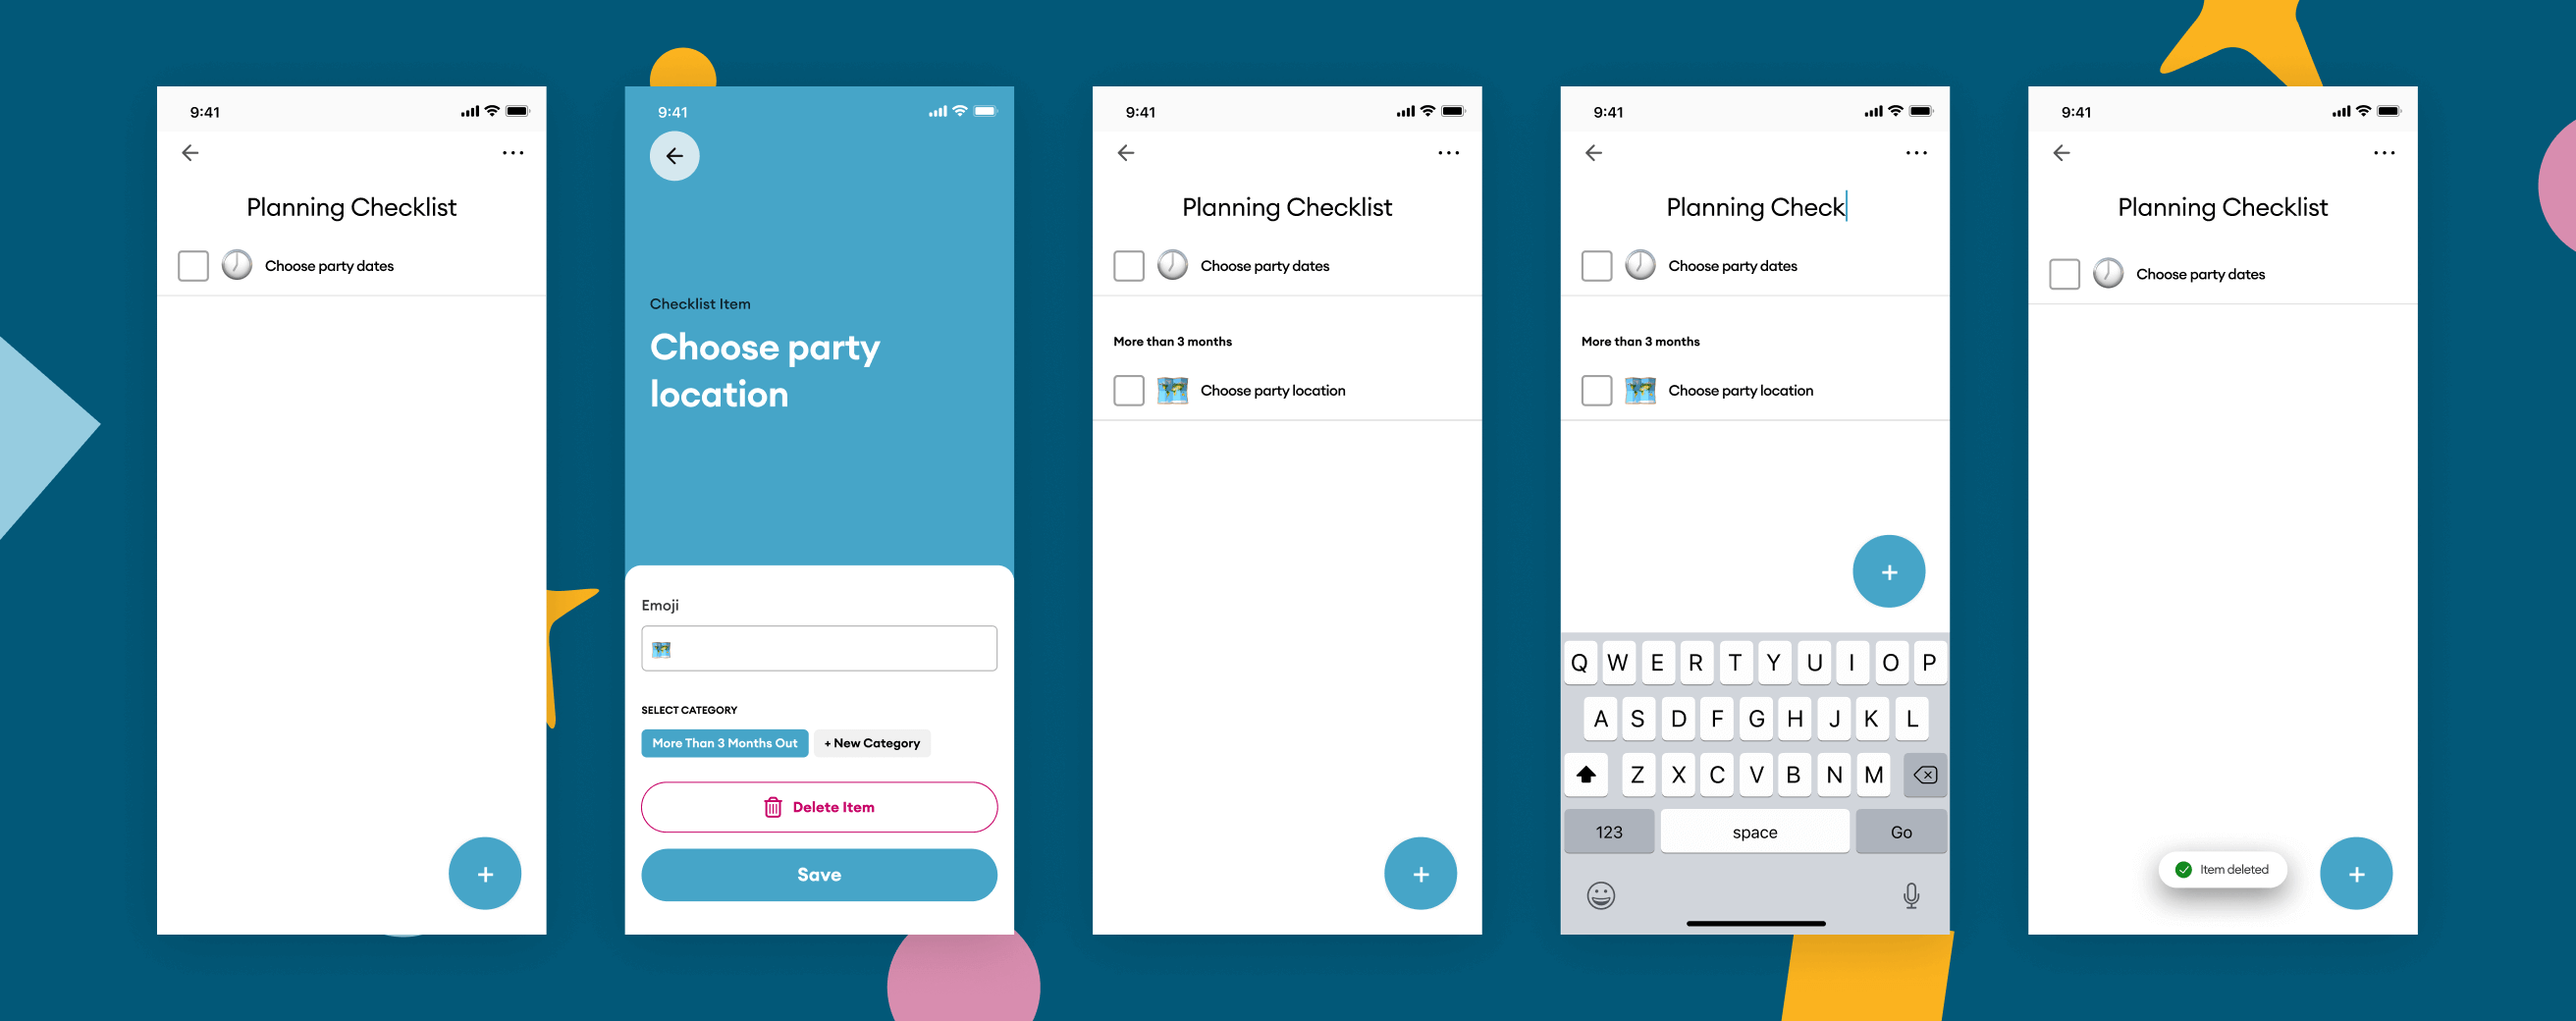 9:41
Planning Checklist
Choose party dates
+
9:41
Checklist Item
Choose party
location
Emoji
SELECT CATEGORY
More Than 3 Months Out
+ New Category
Delete Item
Save
9:41
Planning Checklist
Choose party dates
More than 3 months
Choose party location
+
9:41
Planning Check
Choose party dates
More than 3 months
Choose party location
+
Q W E R T Y U I O P
A S D F G H J K L
Z X C V B N M
123 space Go
9:41
Planning Checklist
Choose party dates
Item deleted
+